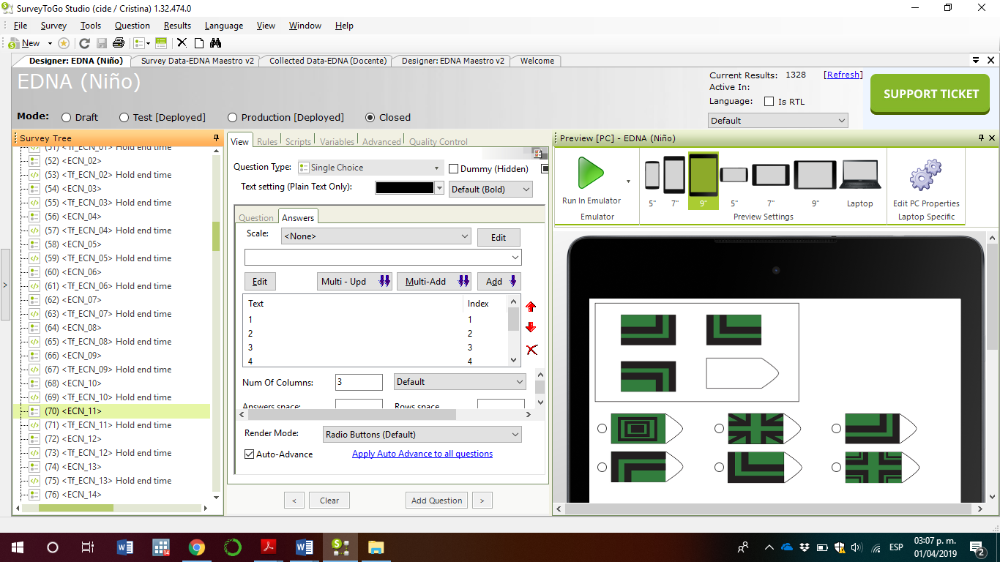 SurveyToGo Studio (cide / Cristina) 1.32.474.0
File Survey Tools Question Results Language View Window Help
New
Designer: EDNA (Niño) Survey Data-EDNA Maestro v2 Collected Data-EDNA (Docente) Designer: EDNA Maestro v2 Welcome
EDNA (Niño)
Current Results: 1328 [Refresh]
Active In:
Language: Is RTL
Default
SUPPORT TICKET
Mode: Draft Test [Deployed] Production [Deployed] Closed
Survey Tree
(51) <Tf_ECN_01> Hold end time
(52) <ECN_02>
(53) <Tf_ECN_02> Hold end time
(54) <ECN_03>
(55) <Tf_ECN_03> Hold end time
(56) <ECN_04>
(57) <Tf_ECN_04> Hold end time
(58) <ECN_05>
(59) <Tf_ECN_05> Hold end time
(60) <ECN_06>
(61) <Tf_ECN_06> Hold end time
(62) <ECN_07>
(63) <Tf_ECN_07> Hold end time
(64) <ECN_08>
(65) <Tf_ECN_08> Hold end time
(66) <ECN_09>
(67) <Tf_ECN_09> Hold end time
(68) <ECN_10>
(69) <Tf_ECN_10> Hold end time
(70) <ECN_11>
(71) <Tf_ECN_11> Hold end time
(72) <ECN_12>
(73) <Tf_ECN_12> Hold end time
(74) <ECN_13>
(75) <Tf_ECN_13> Hold end time
(76) <ECN_14>
View Rules Scripts Variables Advanced Quality Control
Question Type: Single Choice Dummy (Hidden)
Text setting (Plain Text Only): Default (Bold)
Question Answers
Scale: <None> Edit
Edit Multi - Upd Multi-Add Add
Text Index
1 1
2 2
3 3
4 4
Num Of Columns: 3 Default
Answers space: Rows space
Render Mode: Radio Buttons (Default)
Auto-Advance Apply Auto Advance to all questions
< Clear Add Question >
Preview [PC] - EDNA (Niño)
Run In Emulator
Emulator
5" 7" 9" 5" 7" 9" Laptop
Preview Settings
Edit PC Properties
Laptop Specific
14
ESP
03:07 p. m.
01/04/2019
2